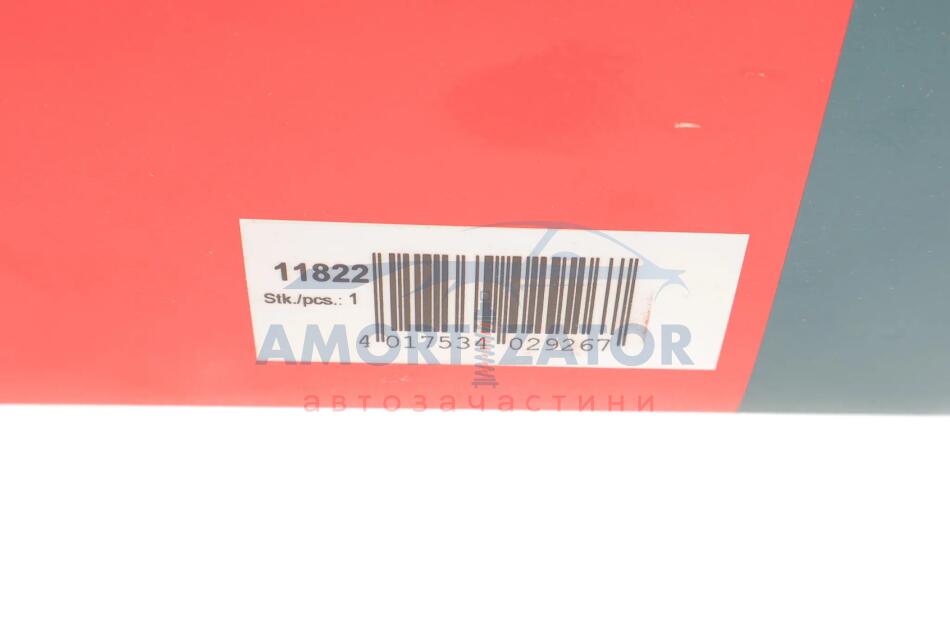 11822
Stk./pcs.: 1
4 017534 029267
AMORTIZATOR
автозачастини